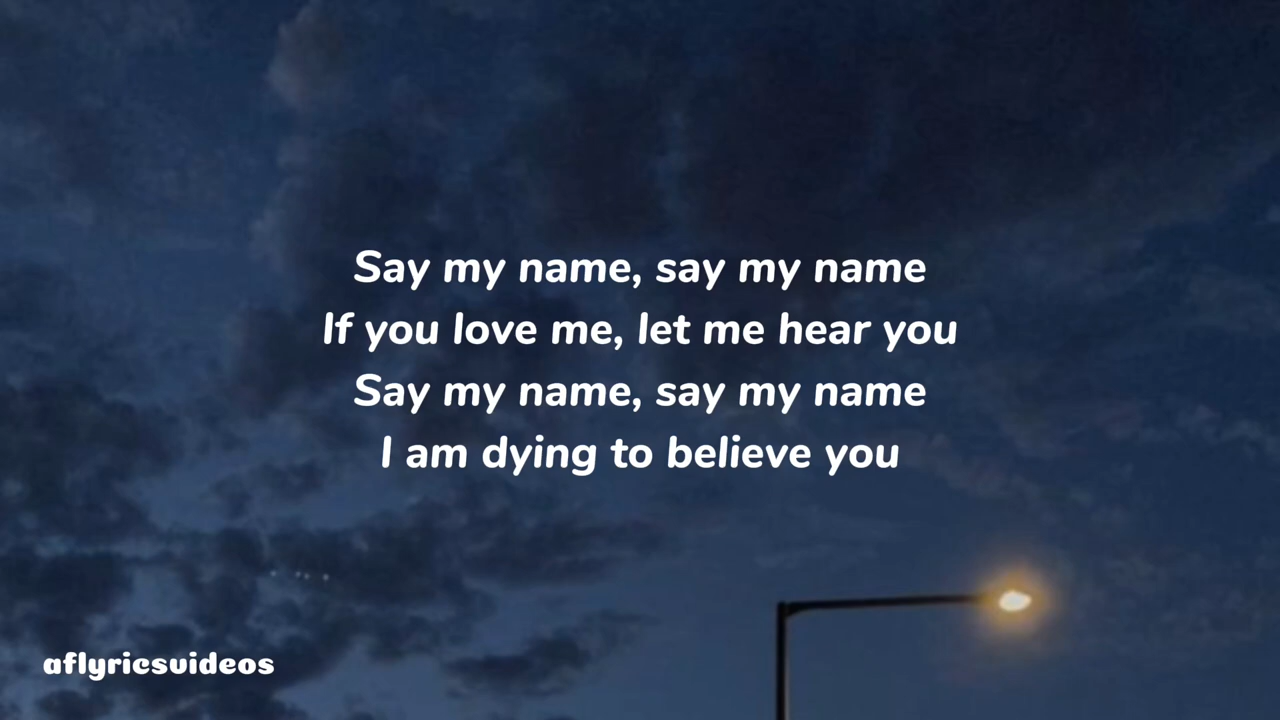 Say my name, say my name
If you love me, let me hear you
Say my name, say my name
I am dying to believe you
aflyricsvideos